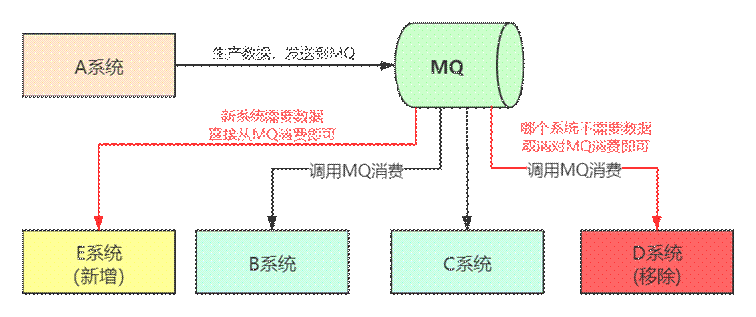 A系统
生产数据，发送到MQ
MQ
新系统需要数据
直接从MQ消费即可
哪个系统不需要数据
取消对MQ消费即可
调用MQ消费
调用MQ消费
E系统
(新增)
B系统
C系统
D系统
(移除)